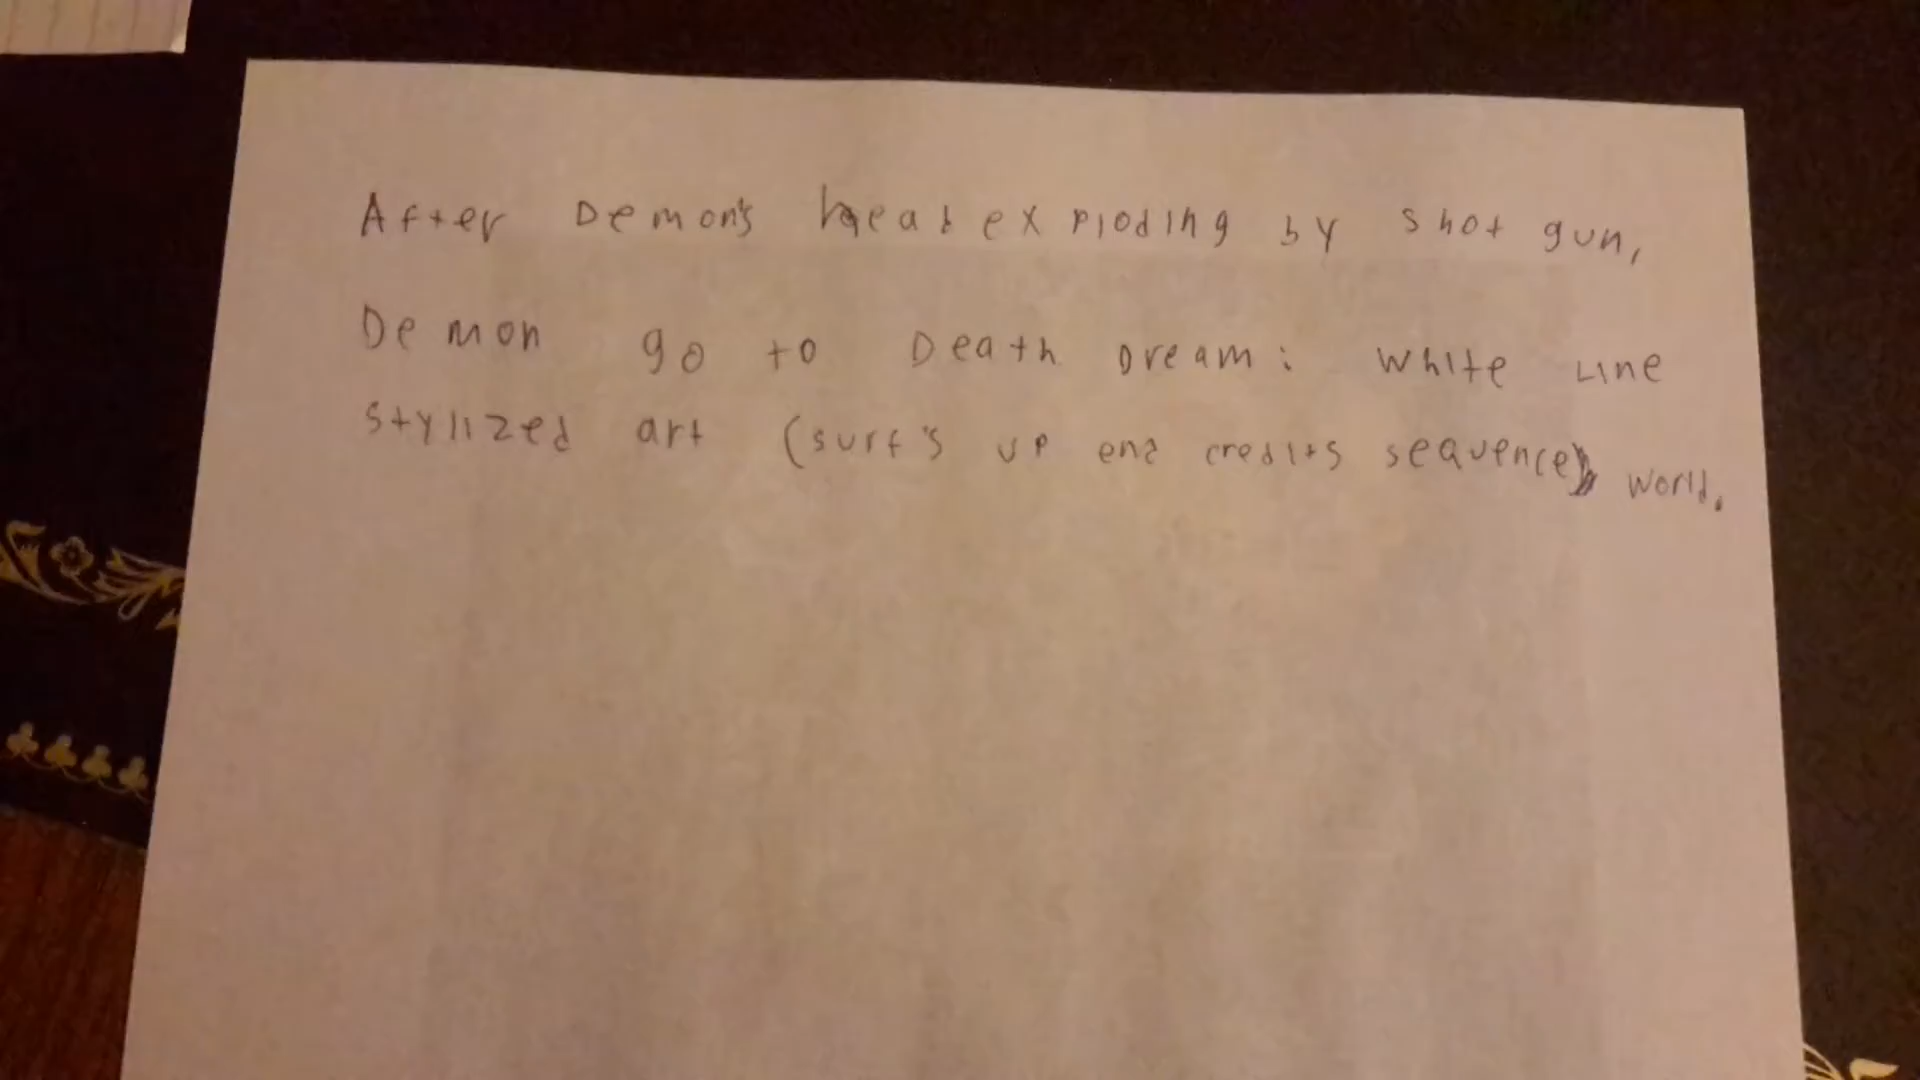 After Demon's head exploding by shot gun,
Demon go to Death Dream: White Line
stylized art (surf's up end credits sequence) world.